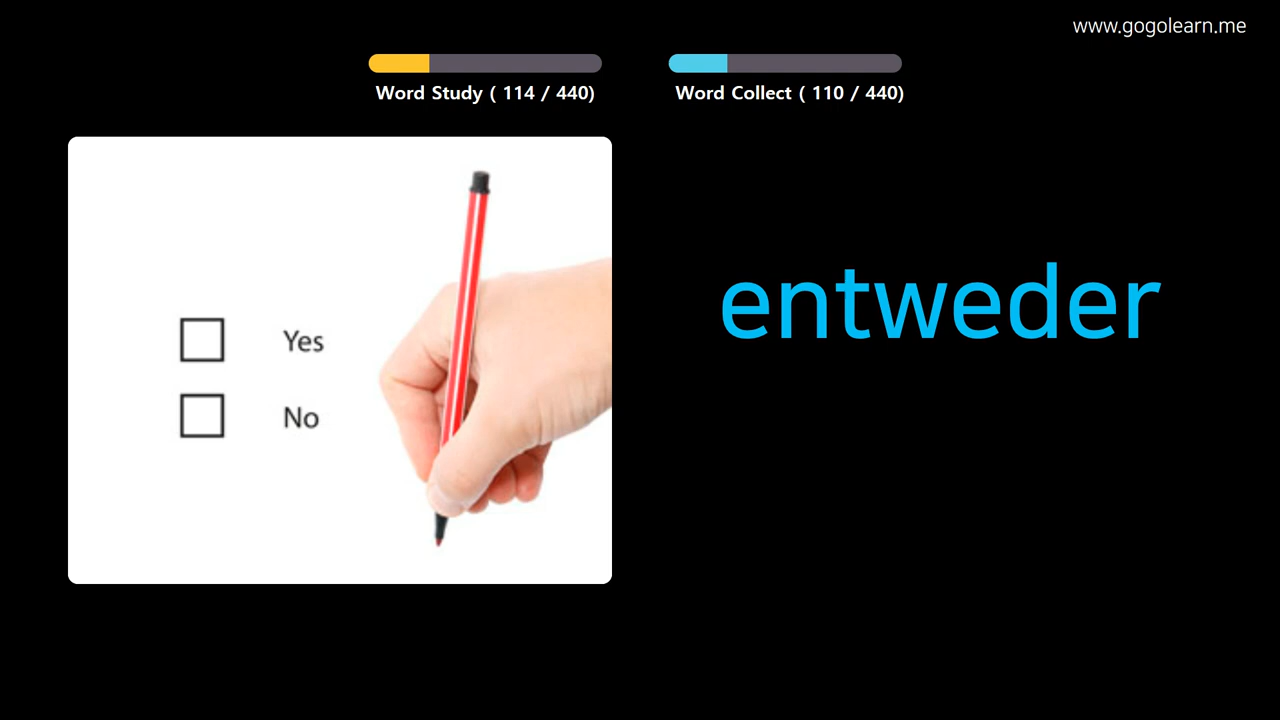 www.gogolearn.me
Word Study ( 114 / 440)
Word Collect ( 110 / 440)
Yes
No
entweder